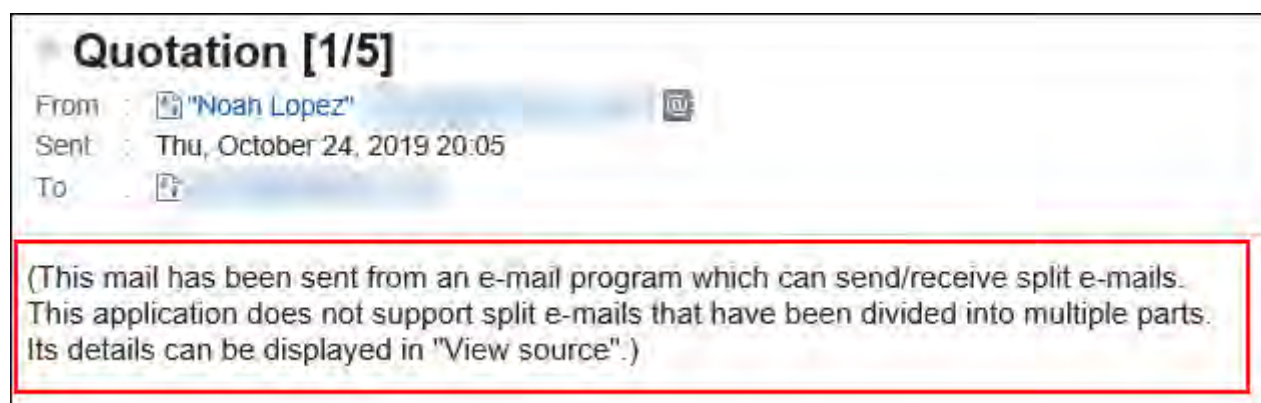 Quotation [1/5]
From : "Noah Lopez"
Sent : Thu, October 24, 2019 20:05
To :
(This mail has been sent from an e-mail program which can send/receive split e-mails.
This application does not support split e-mails that have been divided into multiple parts.
Its details can be displayed in "View source".)